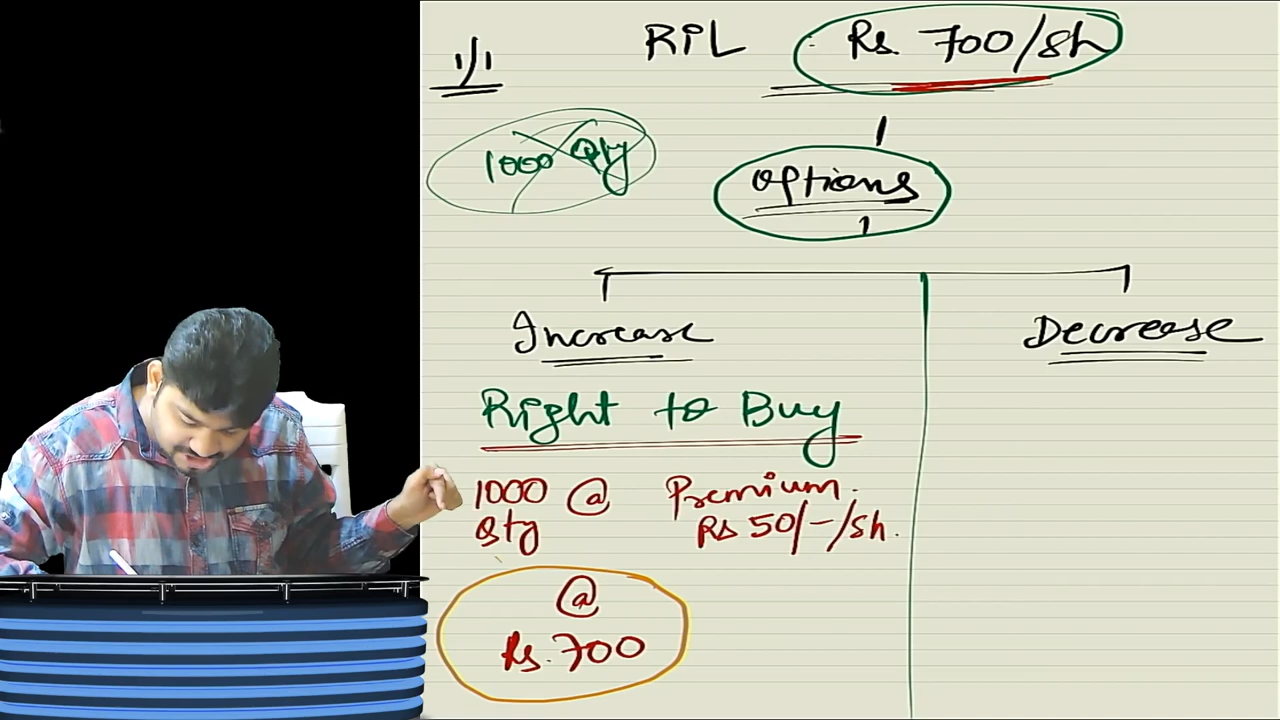 1/1
RIL Rs. 700/sh
1000 Qty
Options
Increase Decrease
Right to Buy
1000 @ Premium.
Qty Rs 50/-/sh.
@
Rs. 700